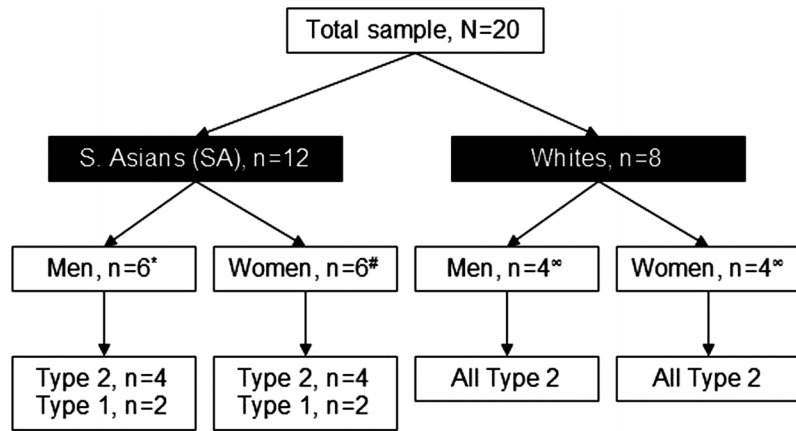 Total sample, N=20
S. Asians (SA), n=12
Whites, n=8
Men, n=6*
Women, n=6#
Men, n=4∞
Women, n=4∞
Type 2, n=4
Type 1, n=2
Type 2, n=4
Type 1, n=2
All Type 2
All Type 2